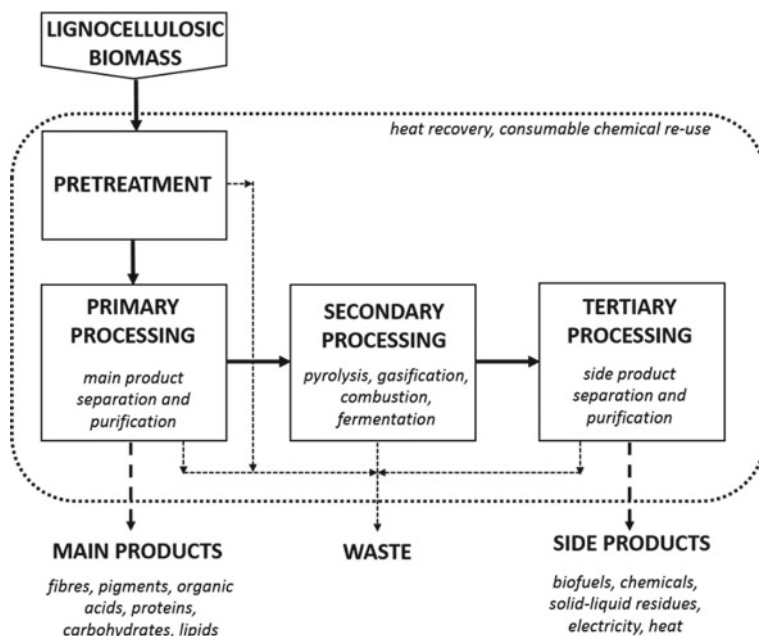 LIGNOCELLULOSIC
BIOMASS
heat recovery, consumable chemical re-use
PRETREATMENT
PRIMARY
PROCESSING
main product
separation and
purification
SECONDARY
PROCESSING
pyrolysis, gasification,
combustion,
fermentation
TERTIARY
PROCESSING
side product
separation and
purification
MAIN PRODUCTS
fibres, pigments, organic
acids, proteins,
carbohydrates, lipids
WASTE
SIDE PRODUCTS
biofuels, chemicals,
solid-liquid residues,
electricity, heat